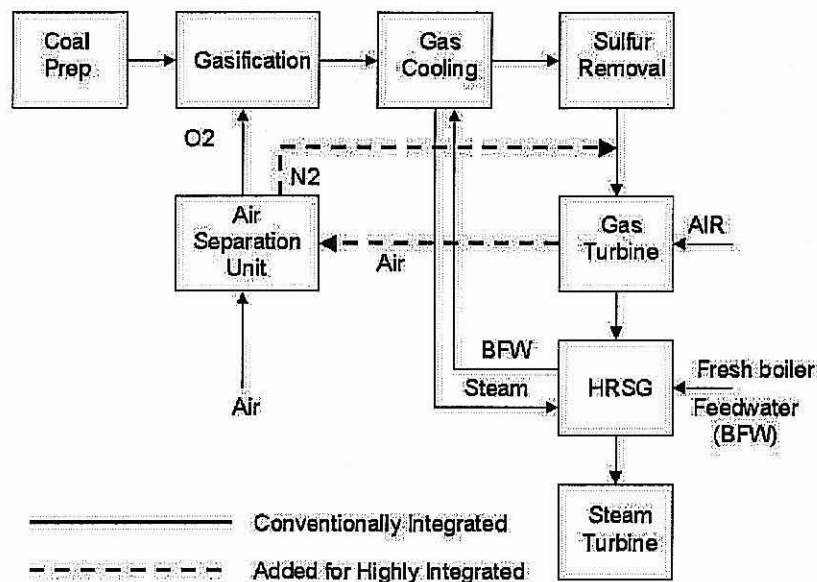 Coal
Prep
Gasification
Gas
Cooling
Sulfur
Removal
O2
N2
Air
Separation
Unit
Air
Gas
Turbine
AIR
BFW
Steam
HRSG
Fresh boiler
Feedwater
(BFW)
Air
Steam
Turbine
Conventionally Integrated
Added for Highly Integrated